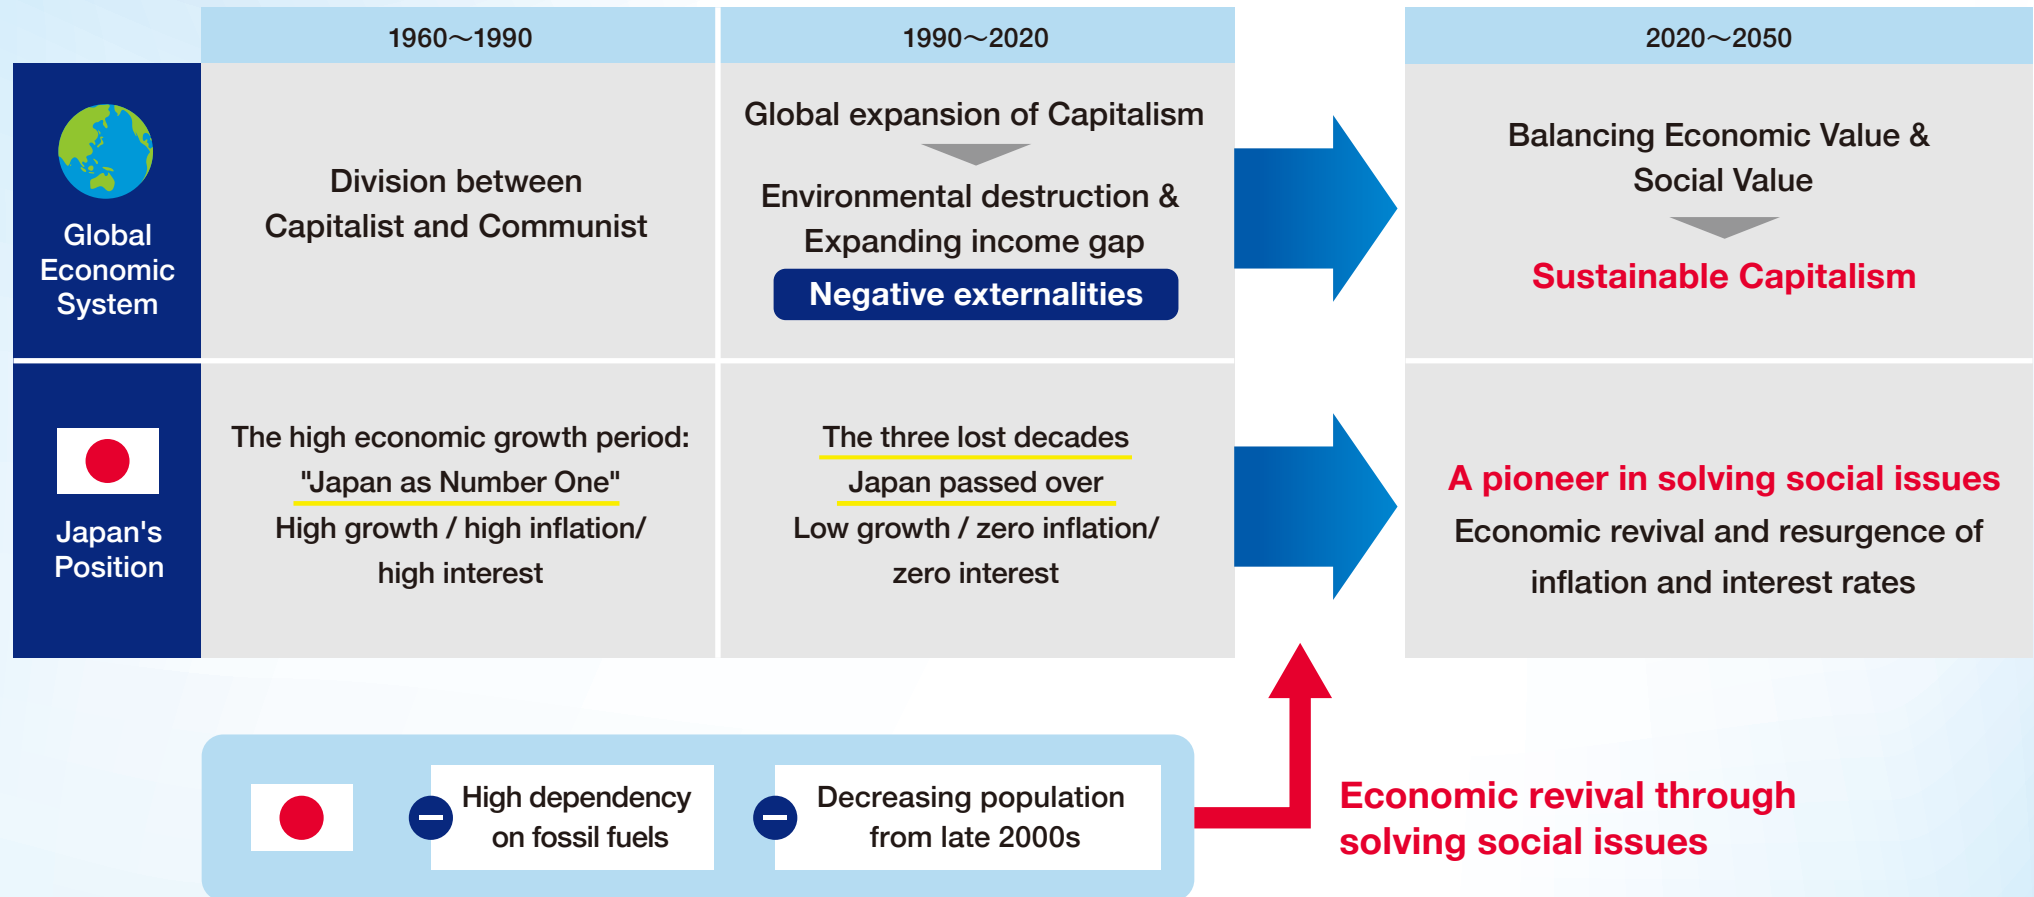 1960～1990
1990～2020
2020～2050
Global
Economic
System
Division between
Capitalist and Communist
Global expansion of Capitalism
Environmental destruction &
Expanding income gap
Negative externalities
Balancing Economic Value &
Social Value
Sustainable Capitalism
Japan's
Position
The high economic growth period:
"Japan as Number One"
High growth / high inflation/
high interest
The three lost decades
Japan passed over
Low growth / zero inflation/
zero interest
A pioneer in solving social issues
Economic revival and resurgence of
inflation and interest rates
High dependency
on fossil fuels
Decreasing population
from late 2000s
Economic revival through
solving social issues